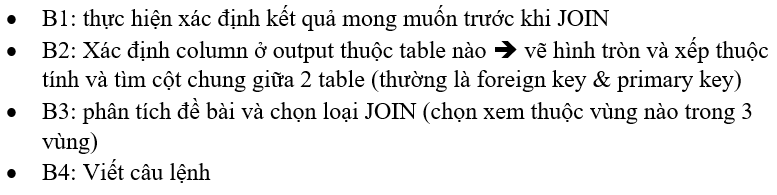 • B1: thực hiện xác định kết quả mong muốn trước khi JOIN
• B2: Xác định column ở output thuộc table nào ➔ vẽ hình tròn và xếp thuộc
tính và tìm cột chung giữa 2 table (thường là foreign key & primary key)
• B3: phân tích đề bài và chọn loại JOIN (chọn xem thuộc vùng nào trong 3
vùng)
• B4: Viết câu lệnh